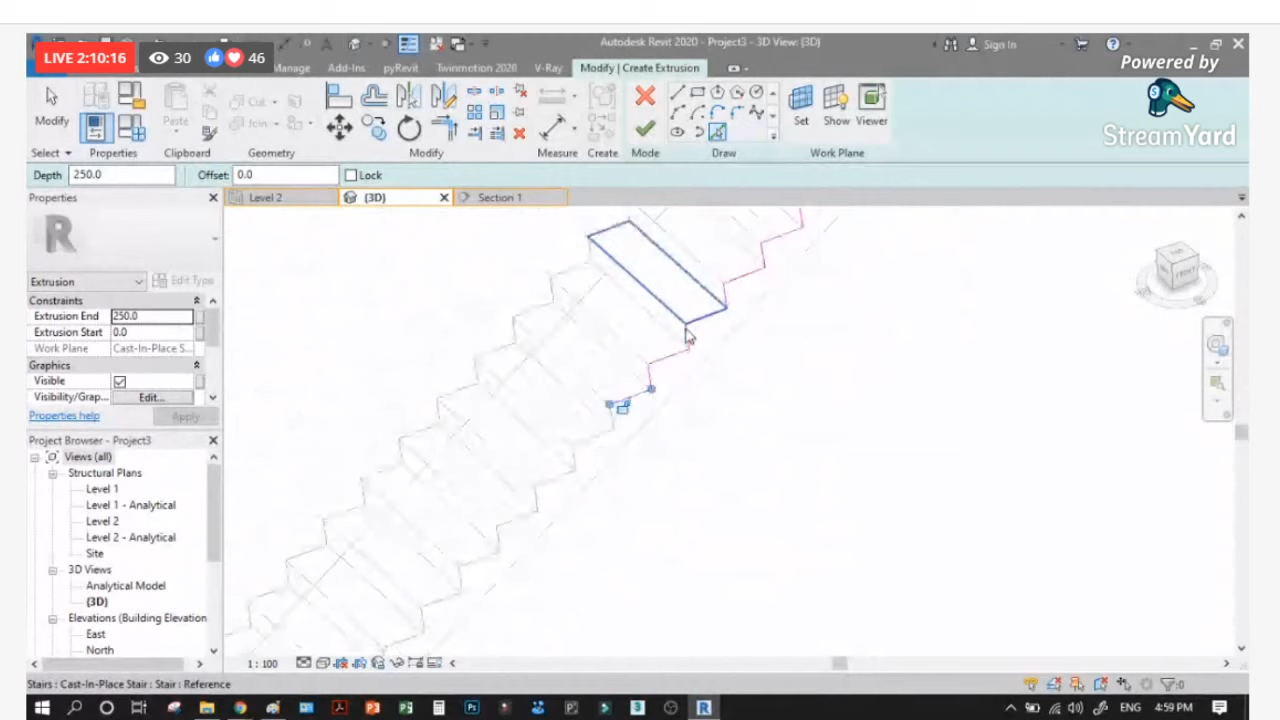 LIVE 2:10:16 30 46
Autodesk Revit 2020 - Project3 - 3D View: {3D}
Sign In
Powered by
StreamYard
Manage Add-Ins pyRevit Twinmotion 2020 V-Ray Modify | Create Extrusion
Modify Paste Cut Join Set Show Viewer
Select Properties Clipboard Geometry Modify Measure Create Mode Draw Work Plane
Depth 250.0 Offset: 0.0 Lock
Properties Level 2 {3D} Section 1
Extrusion Edit Type
Constraints
Extrusion End 250.0
Extrusion Start 0.0
Work Plane Cast-In-Place S...
Graphics
Visible
Visibility/Grap... Edit...
Properties help Apply
Project Browser - Project3
Views (all)
Structural Plans
Level 1
Level 1 - Analytical
Level 2
Level 2 - Analytical
Site
3D Views
Analytical Model
{3D}
Elevations (Building Elevation
East
North
FRONT
1 : 100
Stairs : Cast-In-Place Stair : Stair : Reference :0
ENG 4:59 PM